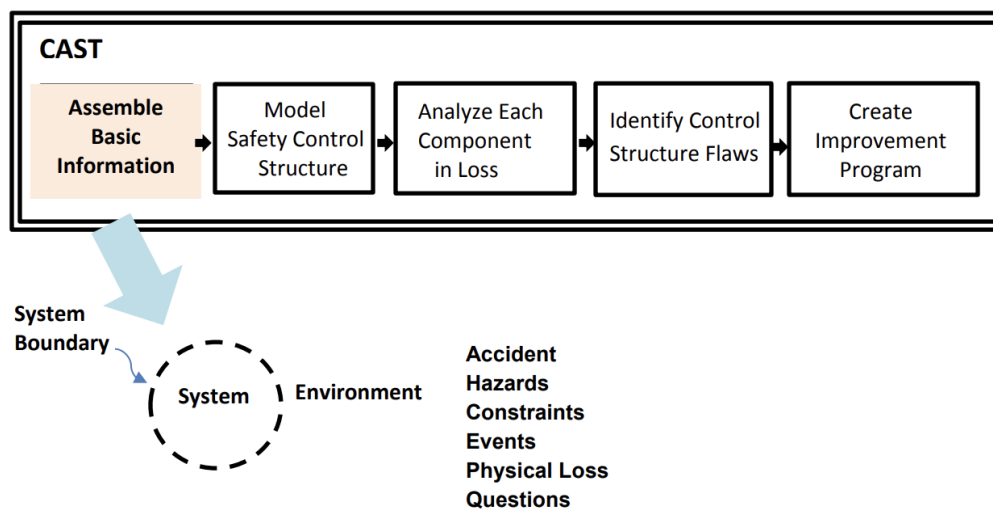 CAST
Assemble
Basic
Information
Model
Safety Control
Structure
Analyze Each
Component
in Loss
Identify Control
Structure Flaws
Create
Improvement
Program
System
Boundary
System
Environment
Accident
Hazards
Constraints
Events
Physical Loss
Questions